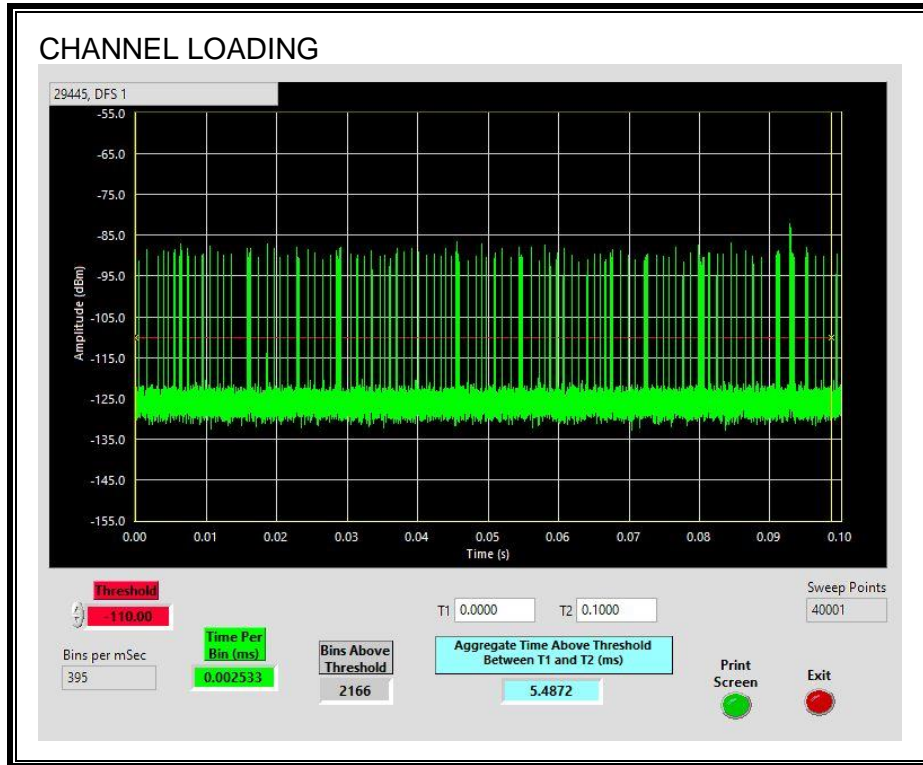 CHANNEL LOADING
29445, DFS 1
-55.0
-65.0
-75.0
-85.0
-95.0
-105.0
-115.0
-125.0
-135.0
-145.0
-155.0
Amplitude (dBm)
0.00 0.01 0.02 0.03 0.04 0.05 0.06 0.07 0.08 0.09 0.10
Time (s)
Threshold
-110.00
Bins per mSec
395
Time Per
Bin (ms)
0.002533
Bins Above
Threshold
2166
T1 0.0000 T2 0.1000
Aggregate Time Above Threshold
Between T1 and T2 (ms)
5.4872
Sweep Points
40001
Print
Screen
Exit